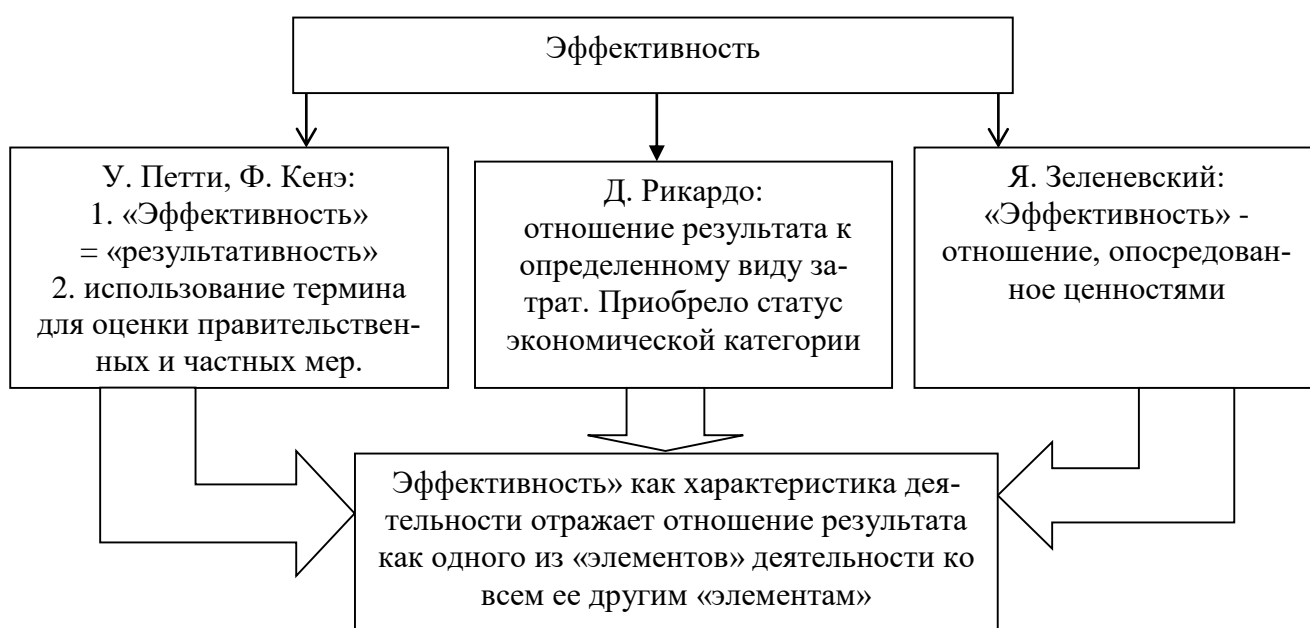 Эффективность
У. Петти, Ф. Кенэ:
1. «Эффективность»
= «результативность»
2. использование термина
для оценки правительствен-
ных и частных мер.
Д. Рикардо:
отношение результата к
определенному виду за-
трат. Приобрело статус
экономической категории
Я. Зеленевский:
«Эффективность» -
отношение, опосредован-
ное ценностями
Эффективность» как характеристика дея-
тельности отражает отношение результата
как одного из «элементов» деятельности ко
всем ее другим «элементам»